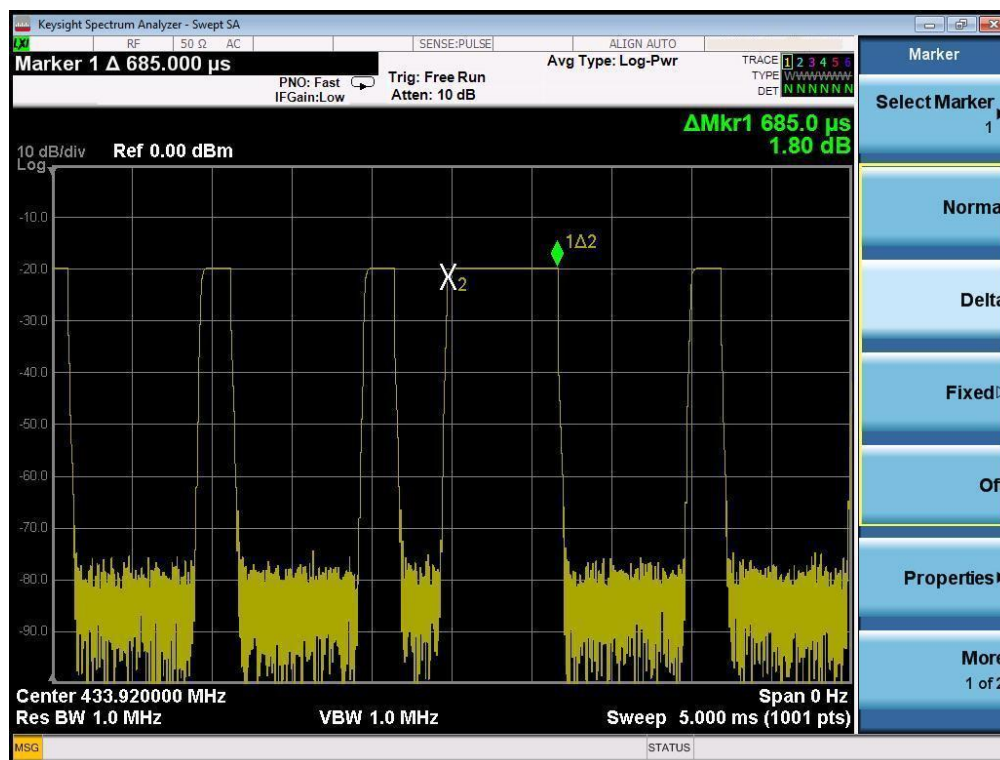 Keysight Spectrum Analyzer - Swept SA
LXI RF 50 Ω AC SENSE:PULSE ALIGN AUTO
Marker 1 Δ 685.000 µs
PNO: Fast
IFGain:Low
Trig: Free Run
Atten: 10 dB
Avg Type: Log-Pwr
TRACE 1 2 3 4 5 6
TYPE WWWWWW
DET N N N N N N
ΔMkr1 685.0 µs
1.80 dB
10 dB/div Ref 0.00 dBm
Log
-10.0
-20.0
-30.0
-40.0
-50.0
-60.0
-70.0
-80.0
-90.0
1Δ2
X2
Center 433.920000 MHz
Span 0 Hz
Res BW 1.0 MHz
VBW 1.0 MHz
Sweep 5.000 ms (1001 pts)
MSG
STATUS
Marker
Select Marker
1
Norma
Delta
Fixed
Of
Properties
More
1 of 2